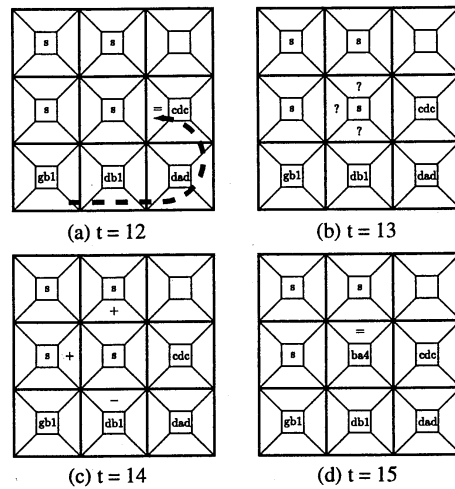 s s s s
s s = cdc s ? ? s ? cdc
gb1 db1 dad gb1 db1 dad
(a) t = 12 (b) t = 13
s s + s s
s + s cdc s = ba4 cdc
gb1 − db1 dad gb1 db1 dad
(c) t = 14 (d) t = 15